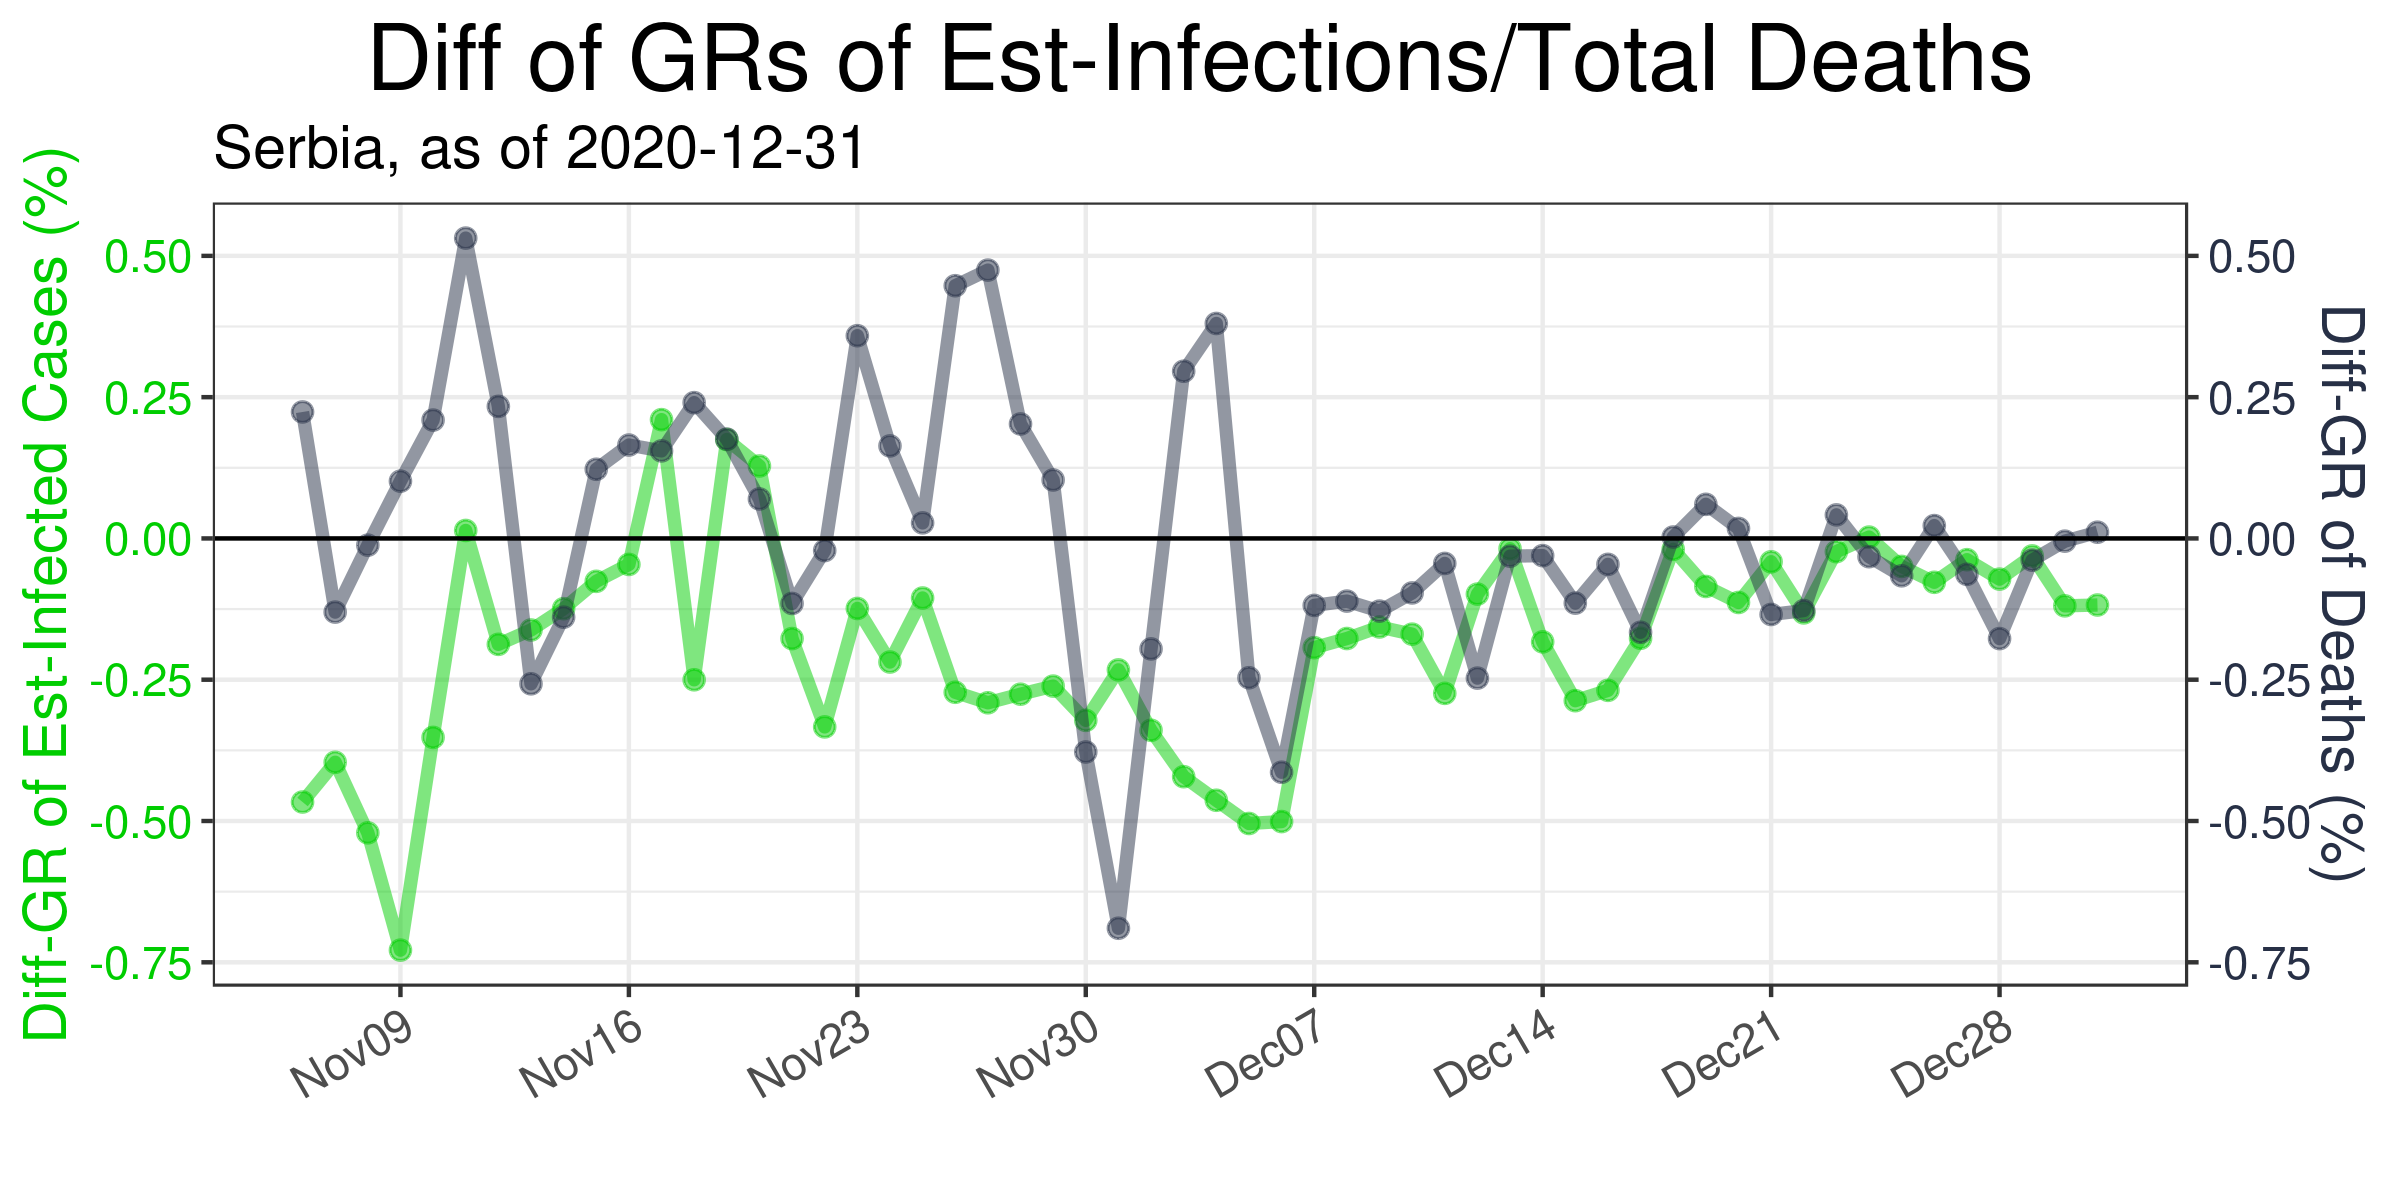 Diff of GRs of Est-Infections/Total Deaths
Serbia, as of 2020-12-31
Diff-GR of Est-Infected Cases (%)
0.50
0.25
0.00
-0.25
-0.50
-0.75
0.50
0.25
0.00
-0.25
-0.50
-0.75
Diff-GR of Deaths (%)
Nov09
Nov16
Nov23
Nov30
Dec07
Dec14
Dec21
Dec28